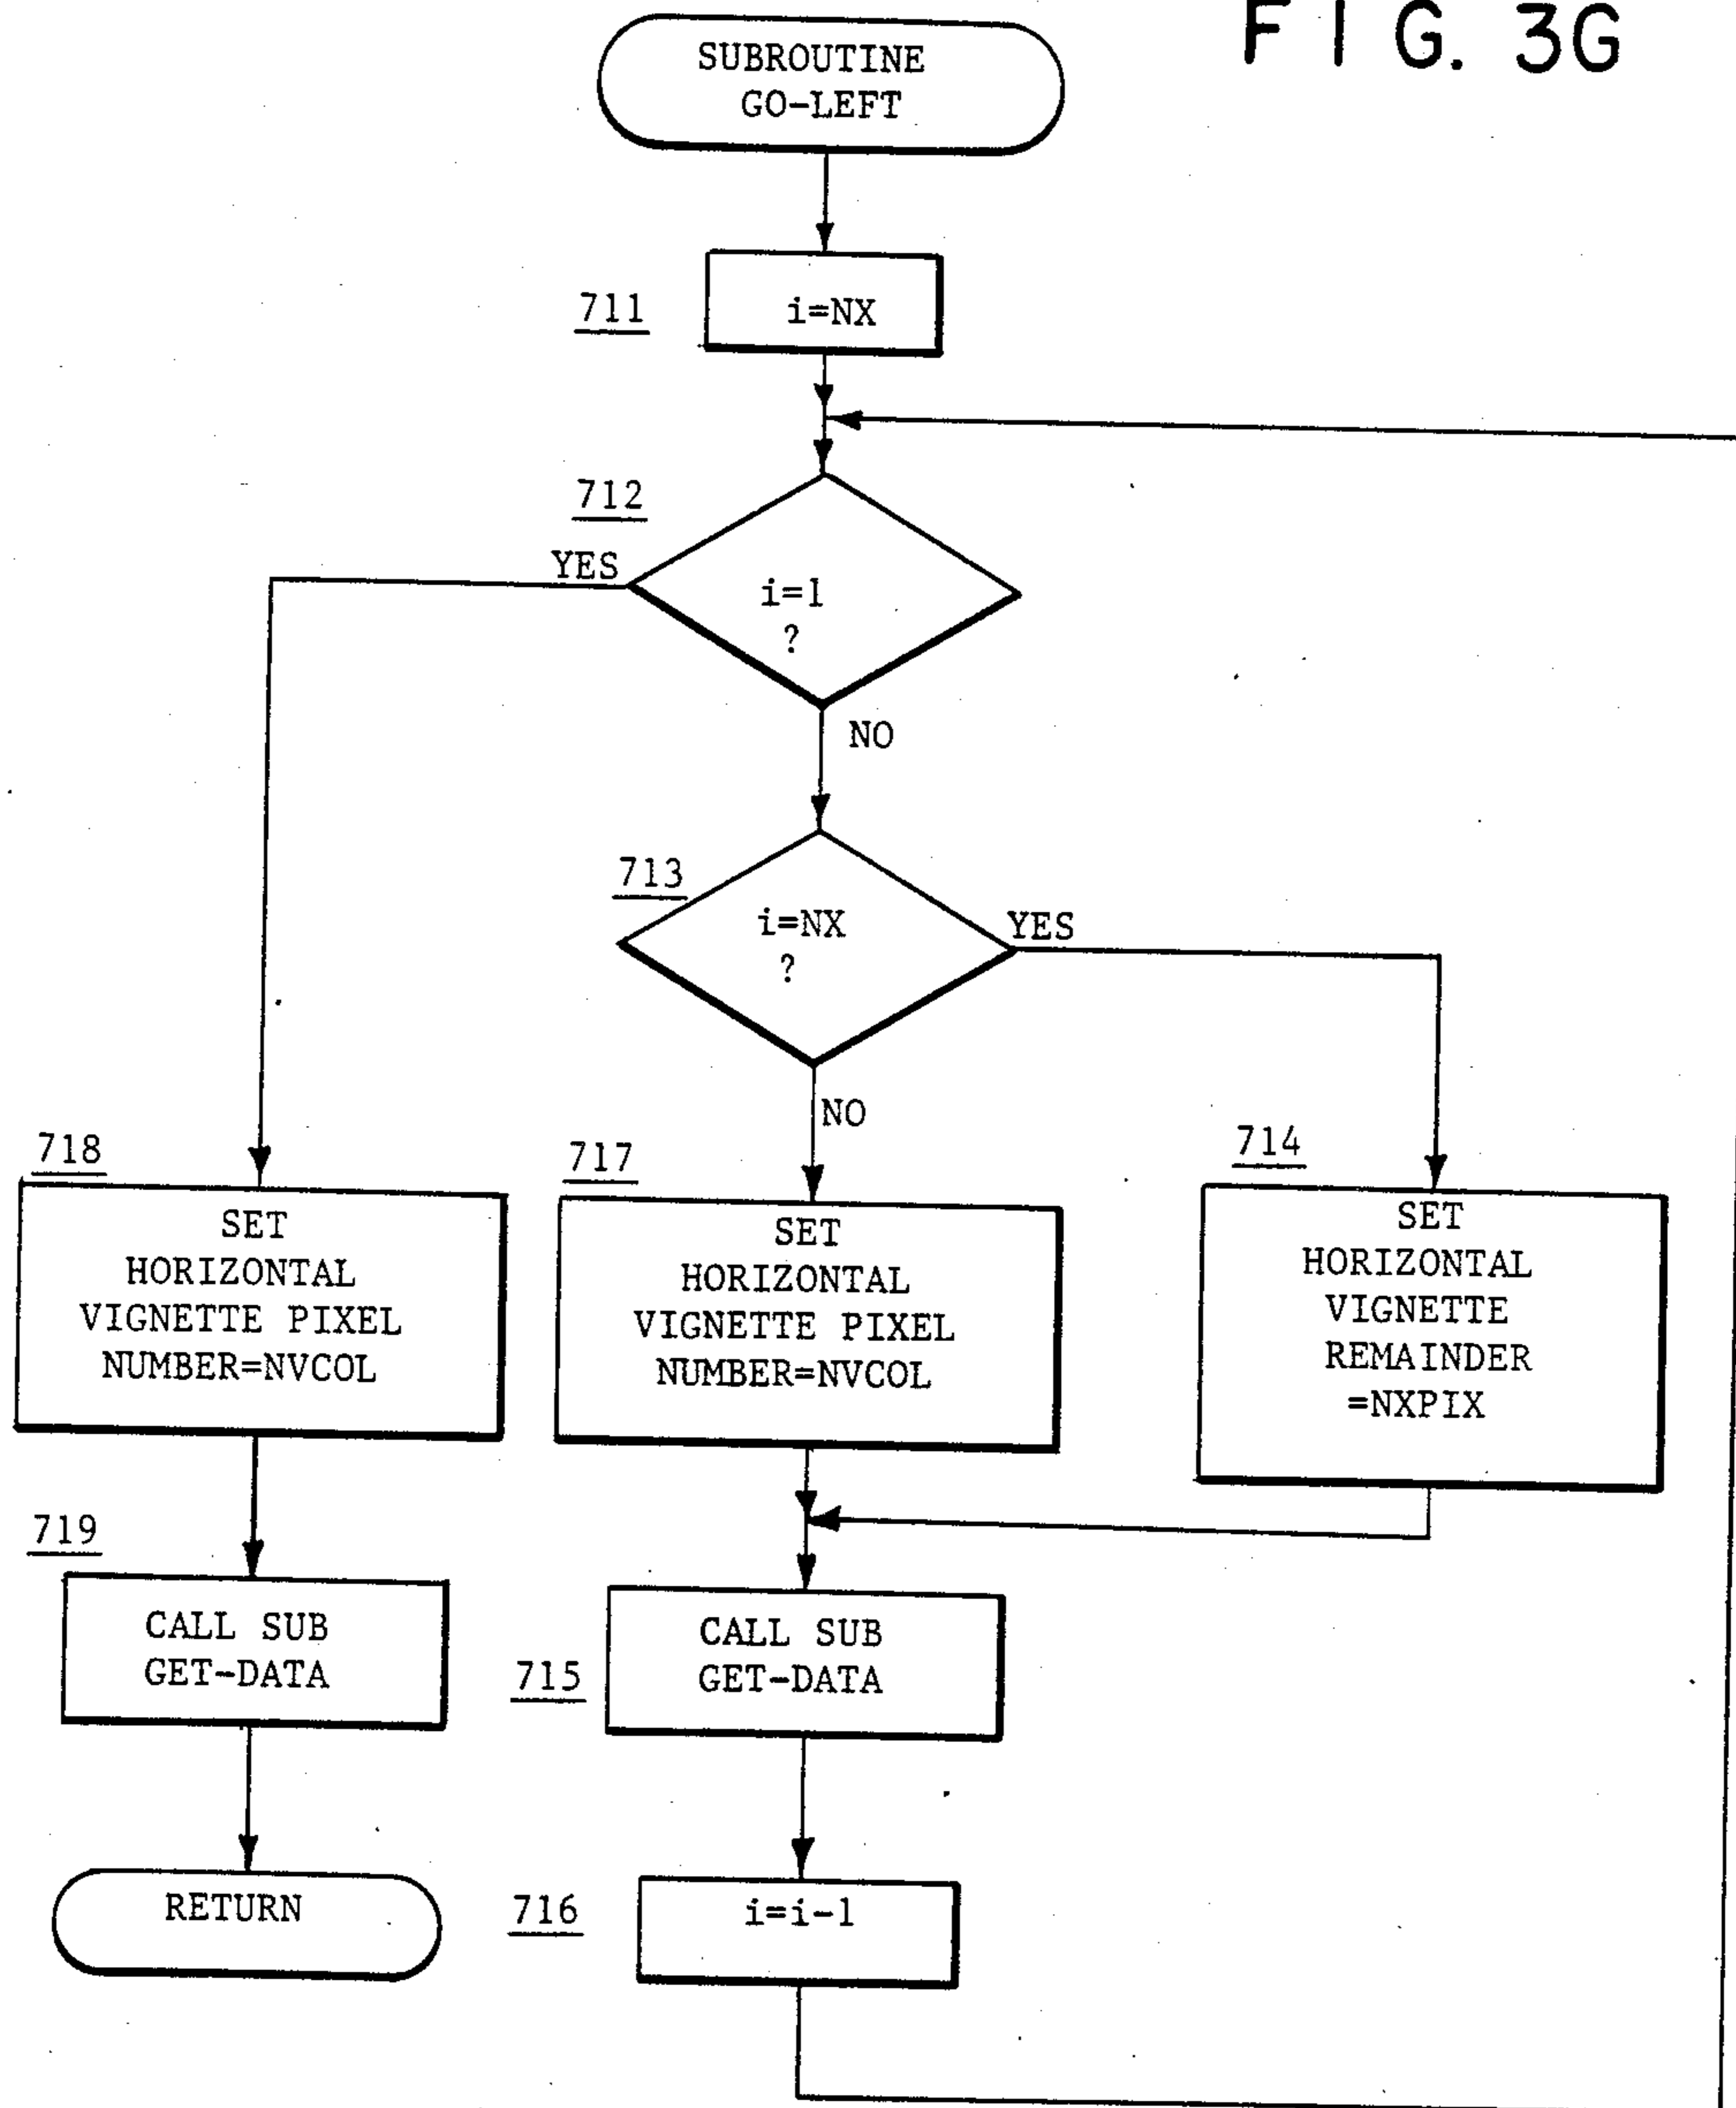 FIG. 3G
SUBROUTINE
GO-LEFT
711
i=NX
712
YES
i=1
?
NO
713
i=NX
?
YES
NO
718
SET
HORIZONTAL
VIGNETTE PIXEL
NUMBER=NVCOL
717
SET
HORIZONTAL
VIGNETTE PIXEL
NUMBER=NVCOL
714
SET
HORIZONTAL
VIGNETTE
REMAINDER
=NXPIX
719
CALL SUB
GET-DATA
715
CALL SUB
GET-DATA
RETURN
716
i=i-1